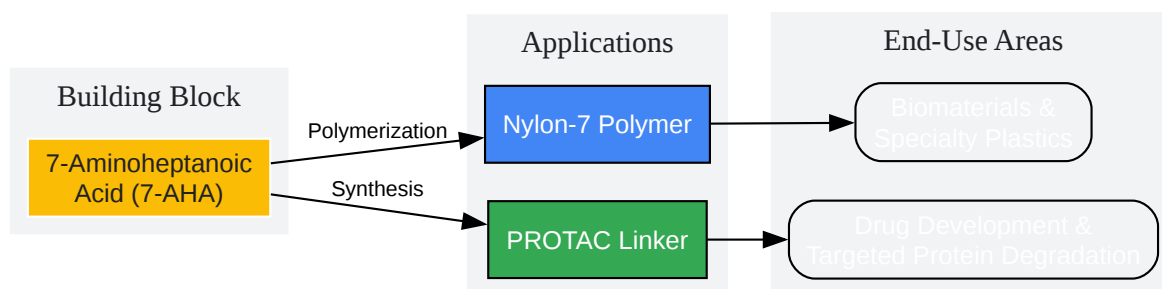 Building Block
7-Aminoheptanoic
Acid (7-AHA)
Polymerization
Synthesis
Applications
Nylon-7 Polymer
PROTAC Linker
End-Use Areas
Biomaterials &
Specialty Plastics
Drug Development &
Targeted Protein Degradation